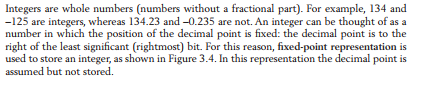 Integers are whole numbers (numbers without a fractional part). For example, 134 and
−125 are integers, whereas 134.23 and −0.235 are not. An integer can be thought of as a
number in which the position of the decimal point is fixed: the decimal point is to the
right of the least significant (rightmost) bit. For this reason, fixed-point representation is
used to store an integer, as shown in Figure 3.4. In this representation the decimal point is
assumed but not stored.